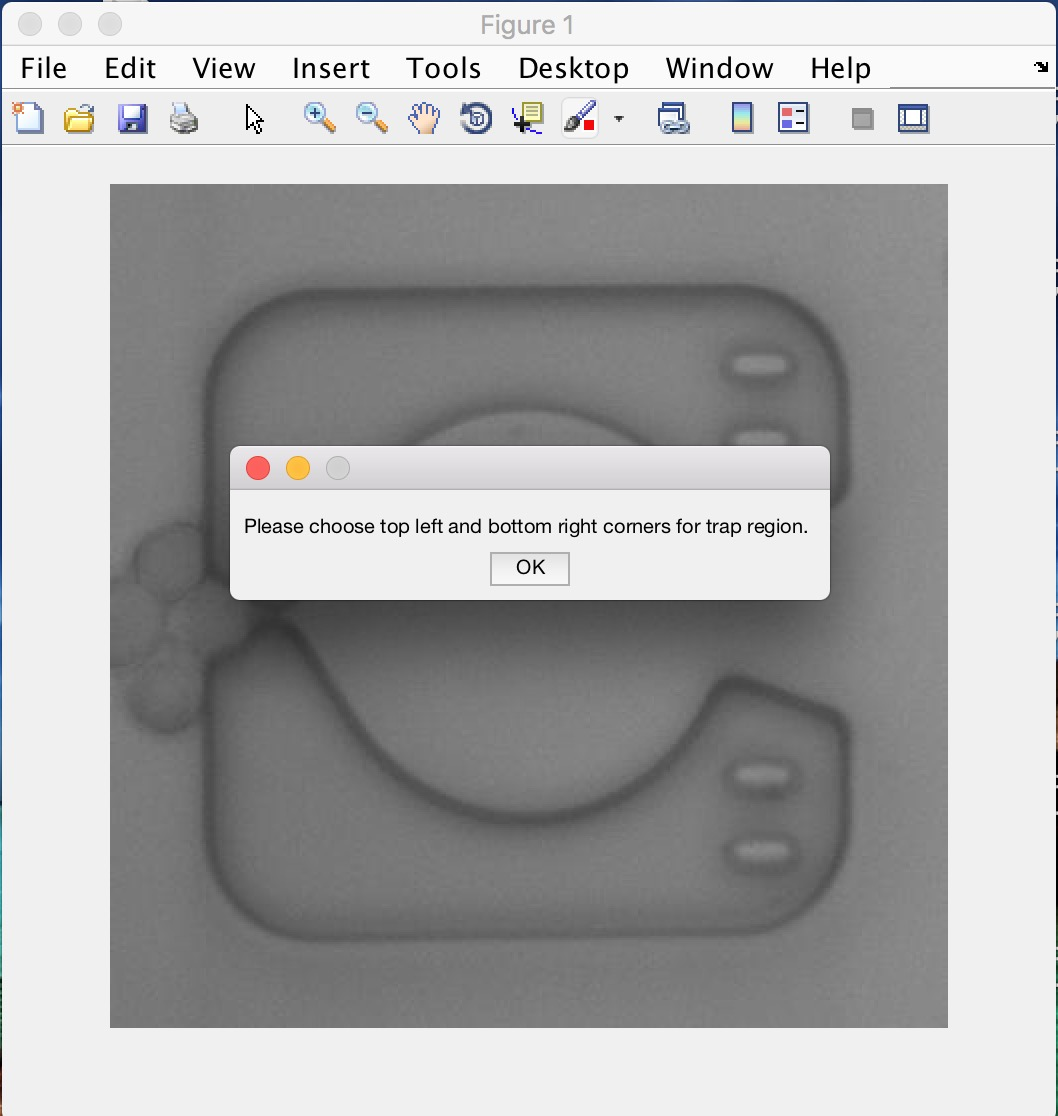 Figure 1
File Edit View Insert Tools Desktop Window Help
Please choose top left and bottom right corners for trap region.
OK